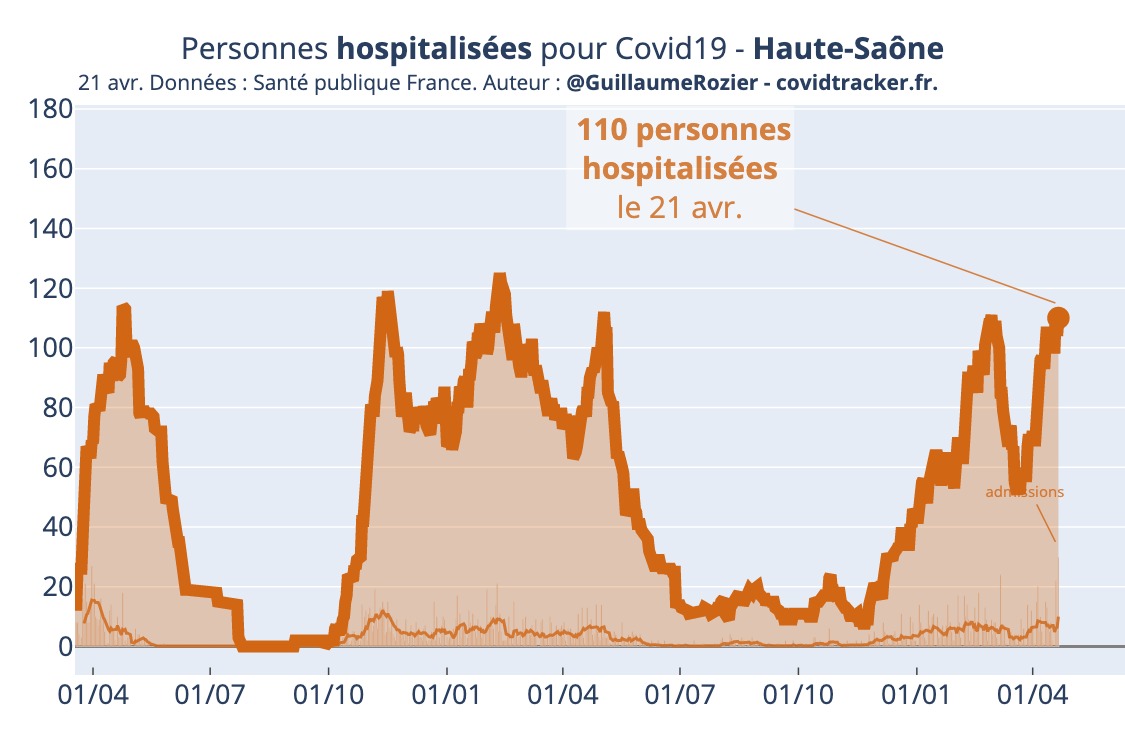 Personnes hospitalisées pour Covid19 - Haute-Saône
21 avr. Données : Santé publique France. Auteur : @GuillaumeRozier - covidtracker.fr.
180
160
140
120
100
80
60
40
20
0
110 personnes
hospitalisées
le 21 avr.
admissions
01/04 01/07 01/10 01/01 01/04 01/07 01/10 01/01 01/04